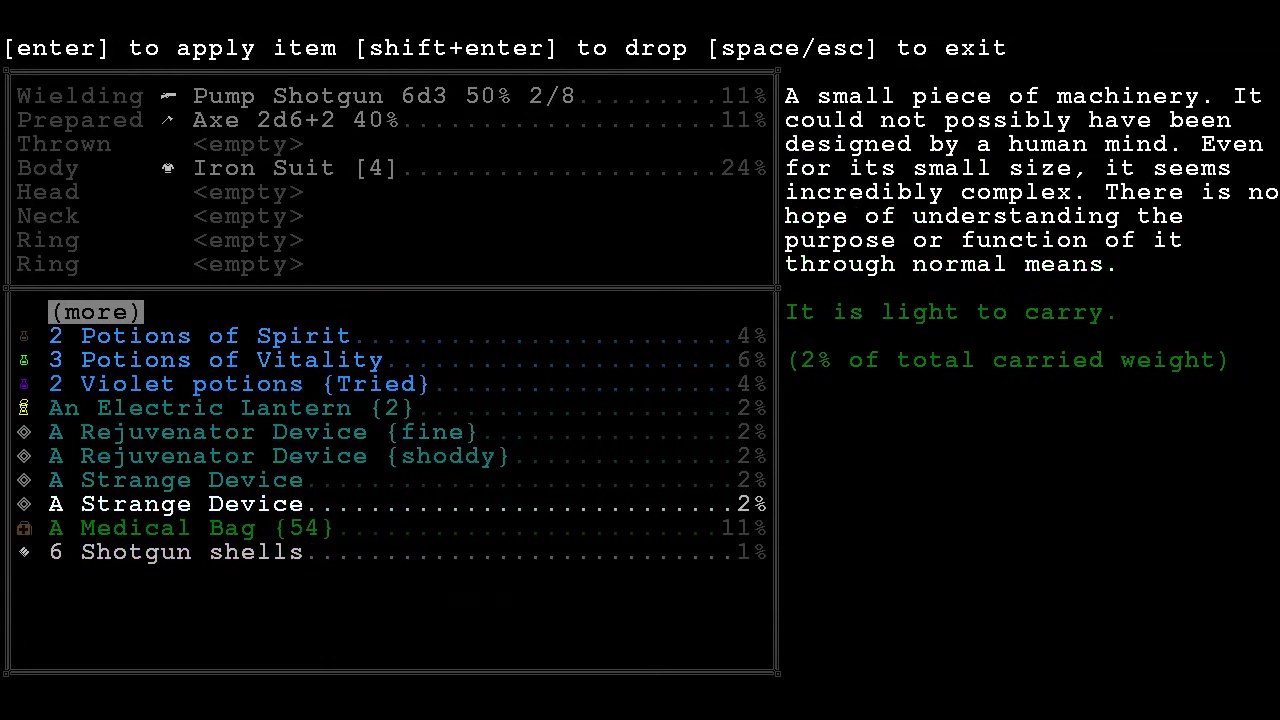 [enter] to apply item [shift+enter] to drop [space/esc] to exit
Wielding Pump Shotgun 6d3 50% 2/8.........11%
Prepared Axe 2d6+2 40%....................11%
Thrown <empty>
Body Iron Suit [4]....................24%
Head <empty>
Neck <empty>
Ring <empty>
Ring <empty>
(more)
2 Potions of Spirit........................4%
3 Potions of Vitality......................6%
2 Violet potions {Tried}...................4%
An Electric Lantern {2}....................2%
A Rejuvenator Device {fine}................2%
A Rejuvenator Device {shoddy}..............2%
A Strange Device...........................2%
A Strange Device...........................2%
A Medical Bag {54}........................11%
6 Shotgun shells...........................1%
A small piece of machinery. It
could not possibly have been
designed by a human mind. Even
for its small size, it seems
incredibly complex. There is no
hope of understanding the
purpose or function of it
through normal means.
It is light to carry.
(2% of total carried weight)